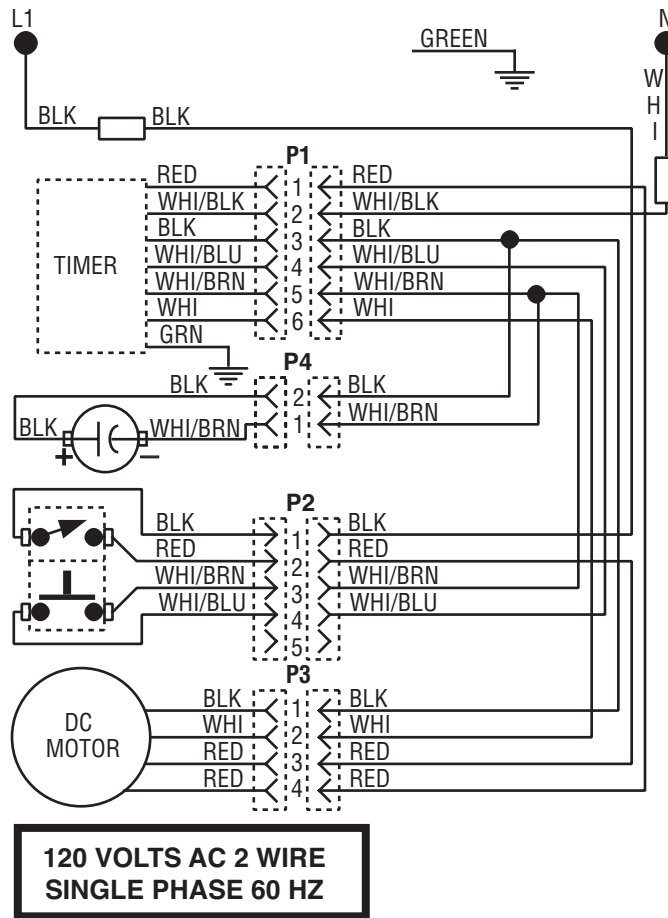 L1
GREEN
N
WHI
BLK BLK
P1
RED 1 RED
WHI/BLK 2 WHI/BLK
BLK 3 BLK
TIMER
WHI/BLU 4 WHI/BLU
WHI/BRN 5 WHI/BRN
WHI 6 WHI
GRN
P4
BLK 2 BLK
BLK + − WHI/BRN 1 WHI/BRN
P2
BLK 1 BLK
RED 2 RED
WHI/BRN 3 WHI/BRN
WHI/BLU 4 WHI/BLU
5
P3
DC
MOTOR
BLK 1 BLK
WHI 2 WHI
RED 3 RED
RED 4 RED
120 VOLTS AC 2 WIRE
SINGLE PHASE 60 HZ